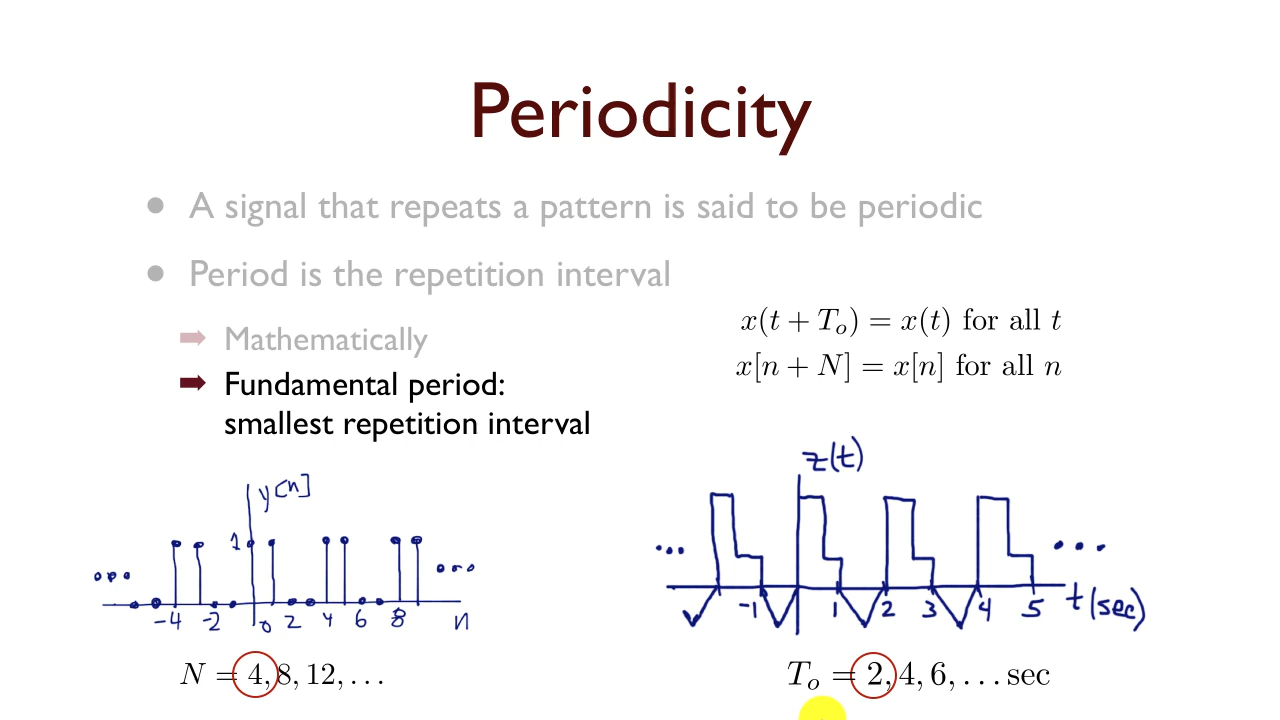 Periodicity
• A signal that repeats a pattern is said to be periodic
• Period is the repetition interval
x(t + T_o) = x(t) for all t
➡ Mathematically
x[n + N] = x[n] for all n
➡ Fundamental period:
smallest repetition interval
y[n]
1
... ...
-4 -2 0 2 4 6 8 n
N = 4, 8, 12, ...
z(t)
... ...
-1 1 2 3 4 5 t(sec)
T_o = 2, 4, 6, ... sec